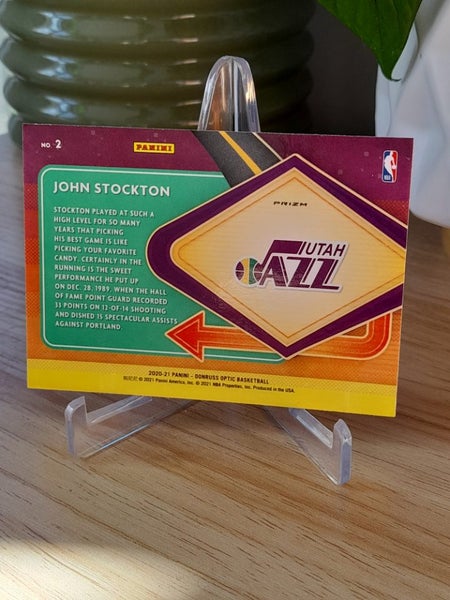 NO. 2
PANINI
JOHN STOCKTON
STOCKTON PLAYED AT SUCH A
HIGH LEVEL FOR SO MANY
YEARS THAT PICKING
HIS BEST GAME IS LIKE
PICKING YOUR FAVORITE
CANDY. CERTAINLY IN THE
RUNNING IS THE SWEET
PERFORMANCE HE PUT UP
ON DEC. 28, 1989, WHEN THE HALL
OF FAME POINT GUARD RECORDED
33 POINTS ON 12-OF-14 SHOOTING
AND DISHED 15 SPECTACULAR ASSISTS
AGAINST PORTLAND.
PRIZM
UTAH
JAZZ
2020-21 PANINI – DONRUSS OPTIC BASKETBALL
© 2021 Panini America, Inc. © 2021 NBA Properties, Inc. Produced in the USA.